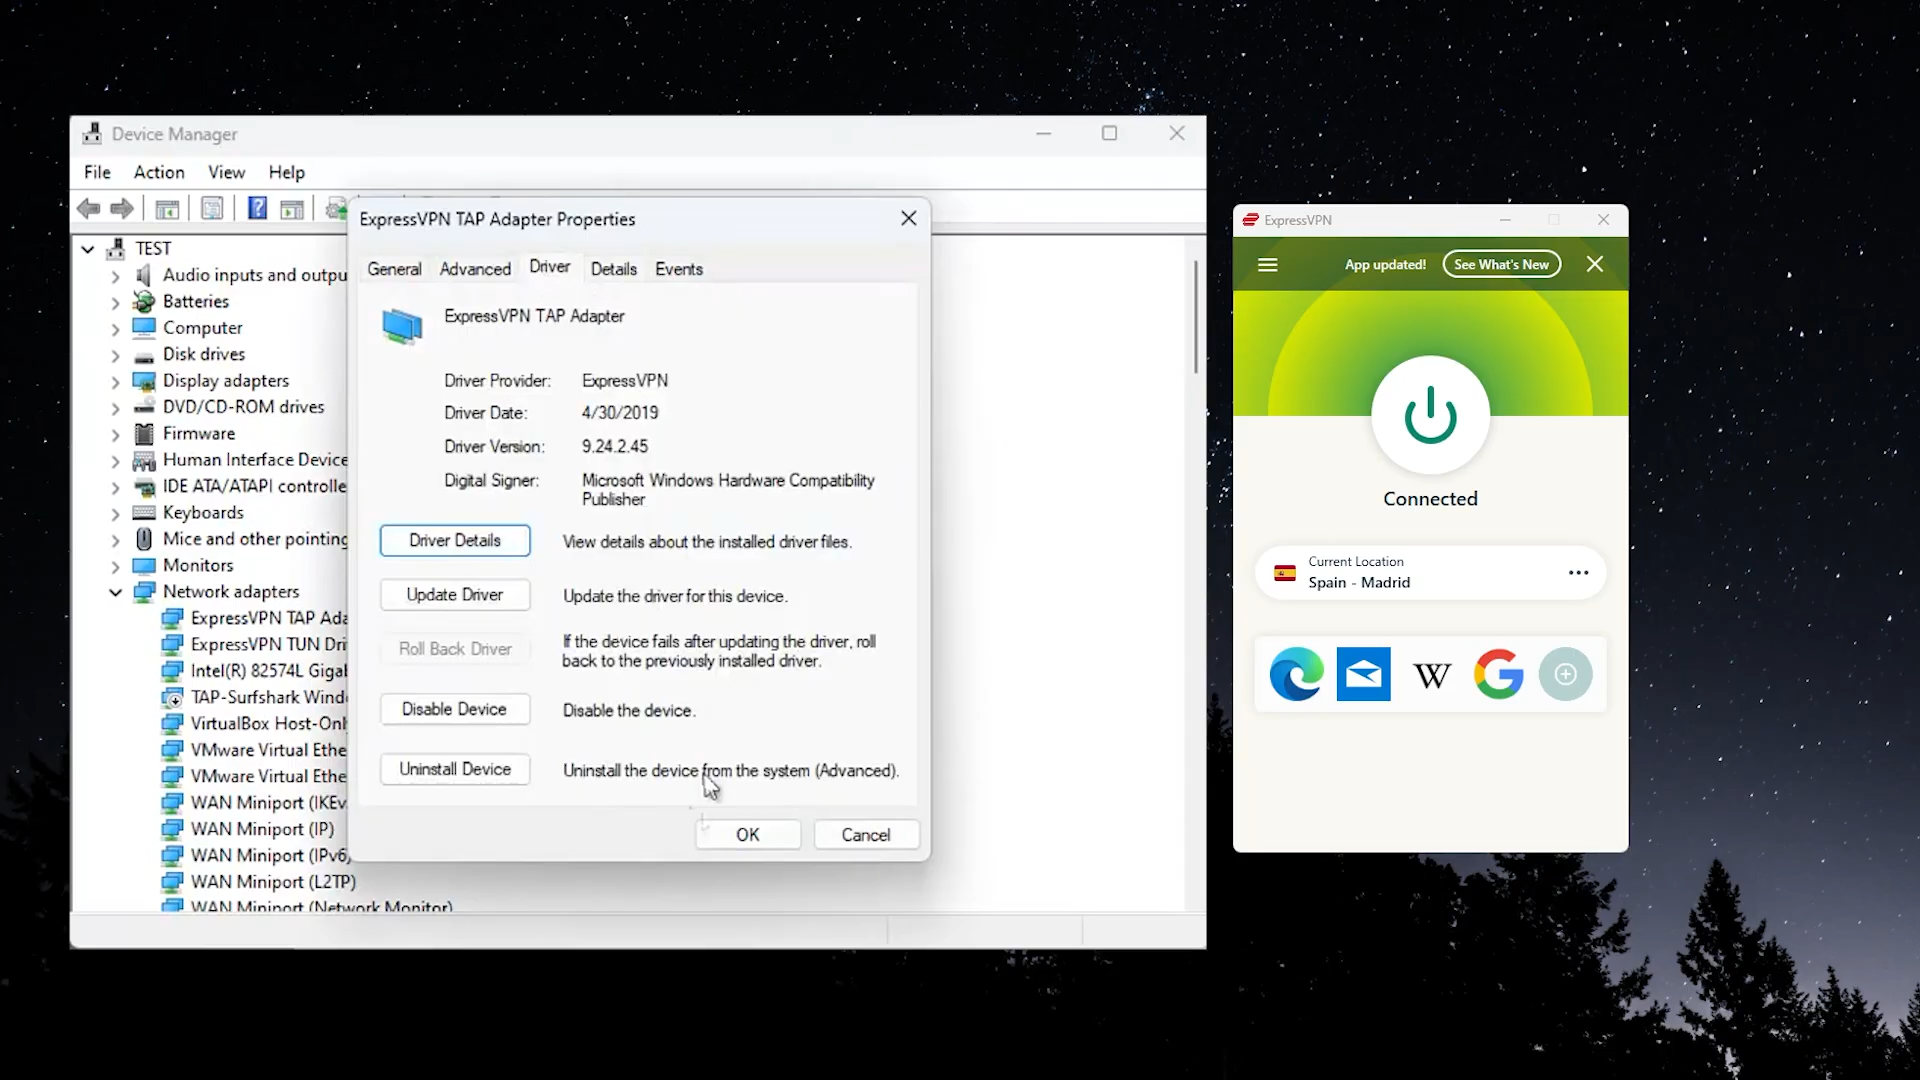 Device Manager
File Action View Help
TEST
Audio inputs and outpu
Batteries
Computer
Disk drives
Display adapters
DVD/CD-ROM drives
Firmware
Human Interface Device
IDE ATA/ATAPI controlle
Keyboards
Mice and other pointing
Monitors
Network adapters
ExpressVPN TAP Ada
ExpressVPN TUN Dri
Intel(R) 82574L Gigab
TAP-Surfshark Windo
VirtualBox Host-Onl
VMware Virtual Ethe
VMware Virtual Ethe
WAN Miniport (IKEv
WAN Miniport (IP)
WAN Miniport (IPv6)
WAN Miniport (L2TP)
WAN Miniport (Network Monitor)
ExpressVPN TAP Adapter Properties
General Advanced Driver Details Events
ExpressVPN TAP Adapter
Driver Provider: ExpressVPN
Driver Date: 4/30/2019
Driver Version: 9.24.2.45
Digital Signer: Microsoft Windows Hardware Compatibility
Publisher
Driver Details View details about the installed driver files.
Update Driver Update the driver for this device.
Roll Back Driver If the device fails after updating the driver, roll
back to the previously installed driver.
Disable Device Disable the device.
Uninstall Device Uninstall the device from the system (Advanced).
OK Cancel
ExpressVPN
App updated! See What's New
Connected
Current Location
Spain - Madrid
W